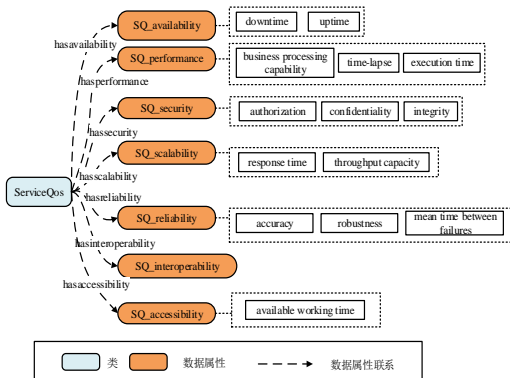 SQ_availability
downtime
uptime
hasavailability
SQ_performance
business processing
capability
time-lapse
execution time
hasperformance
SQ_security
authorization
confidentiality
integrity
hassecurity
SQ_scalability
response time
throughput capacity
hasscalability
ServiceQos
hasreliability
SQ_reliability
accuracy
robustness
mean time between
failures
hasinteroperability
SQ_interoperability
hasaccessibility
SQ_accessibility
available working time
类
数据属性
数据属性联系